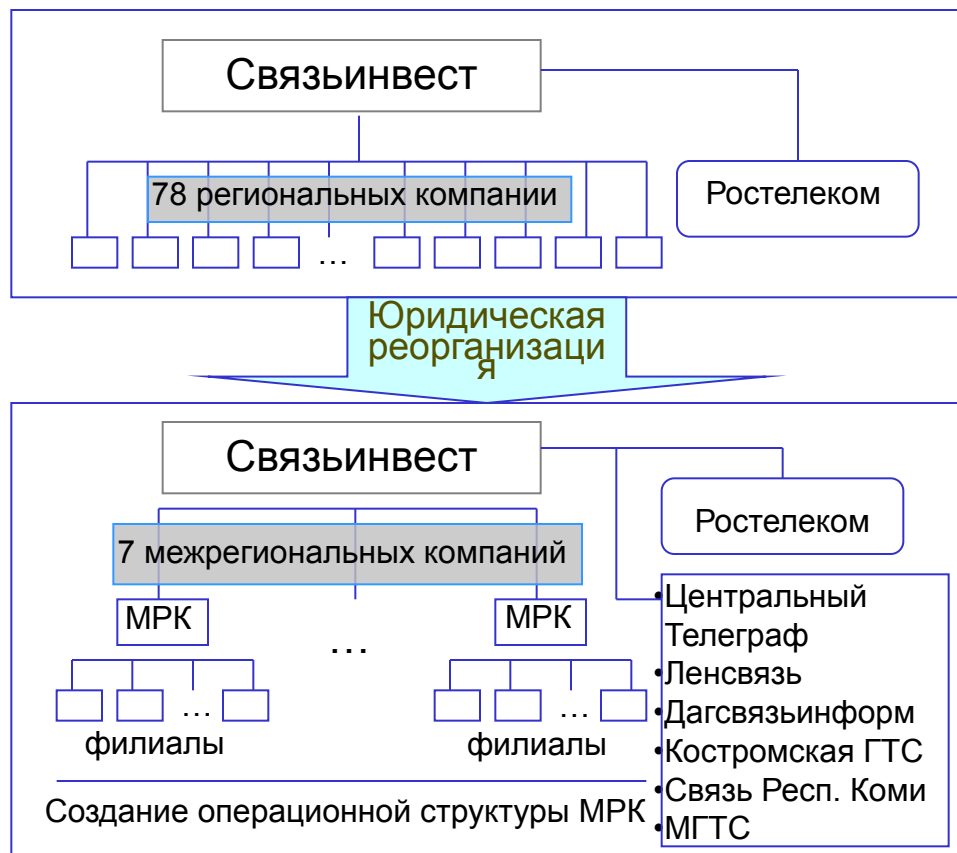 Связьинвест
78 региональных компании
Ростелеком
...
Юридическая
реорганизаци
я
Связьинвест
Ростелеком
7 межрегиональных компаний
МРК
...
МРК
...
...
филиалы
филиалы
•Центральный
Телеграф
•Ленсвязь
•Дагсвязьинформ
•Костромская ГТС
•Связь Респ. Коми
•МГТС
Создание операционной структуры МРК